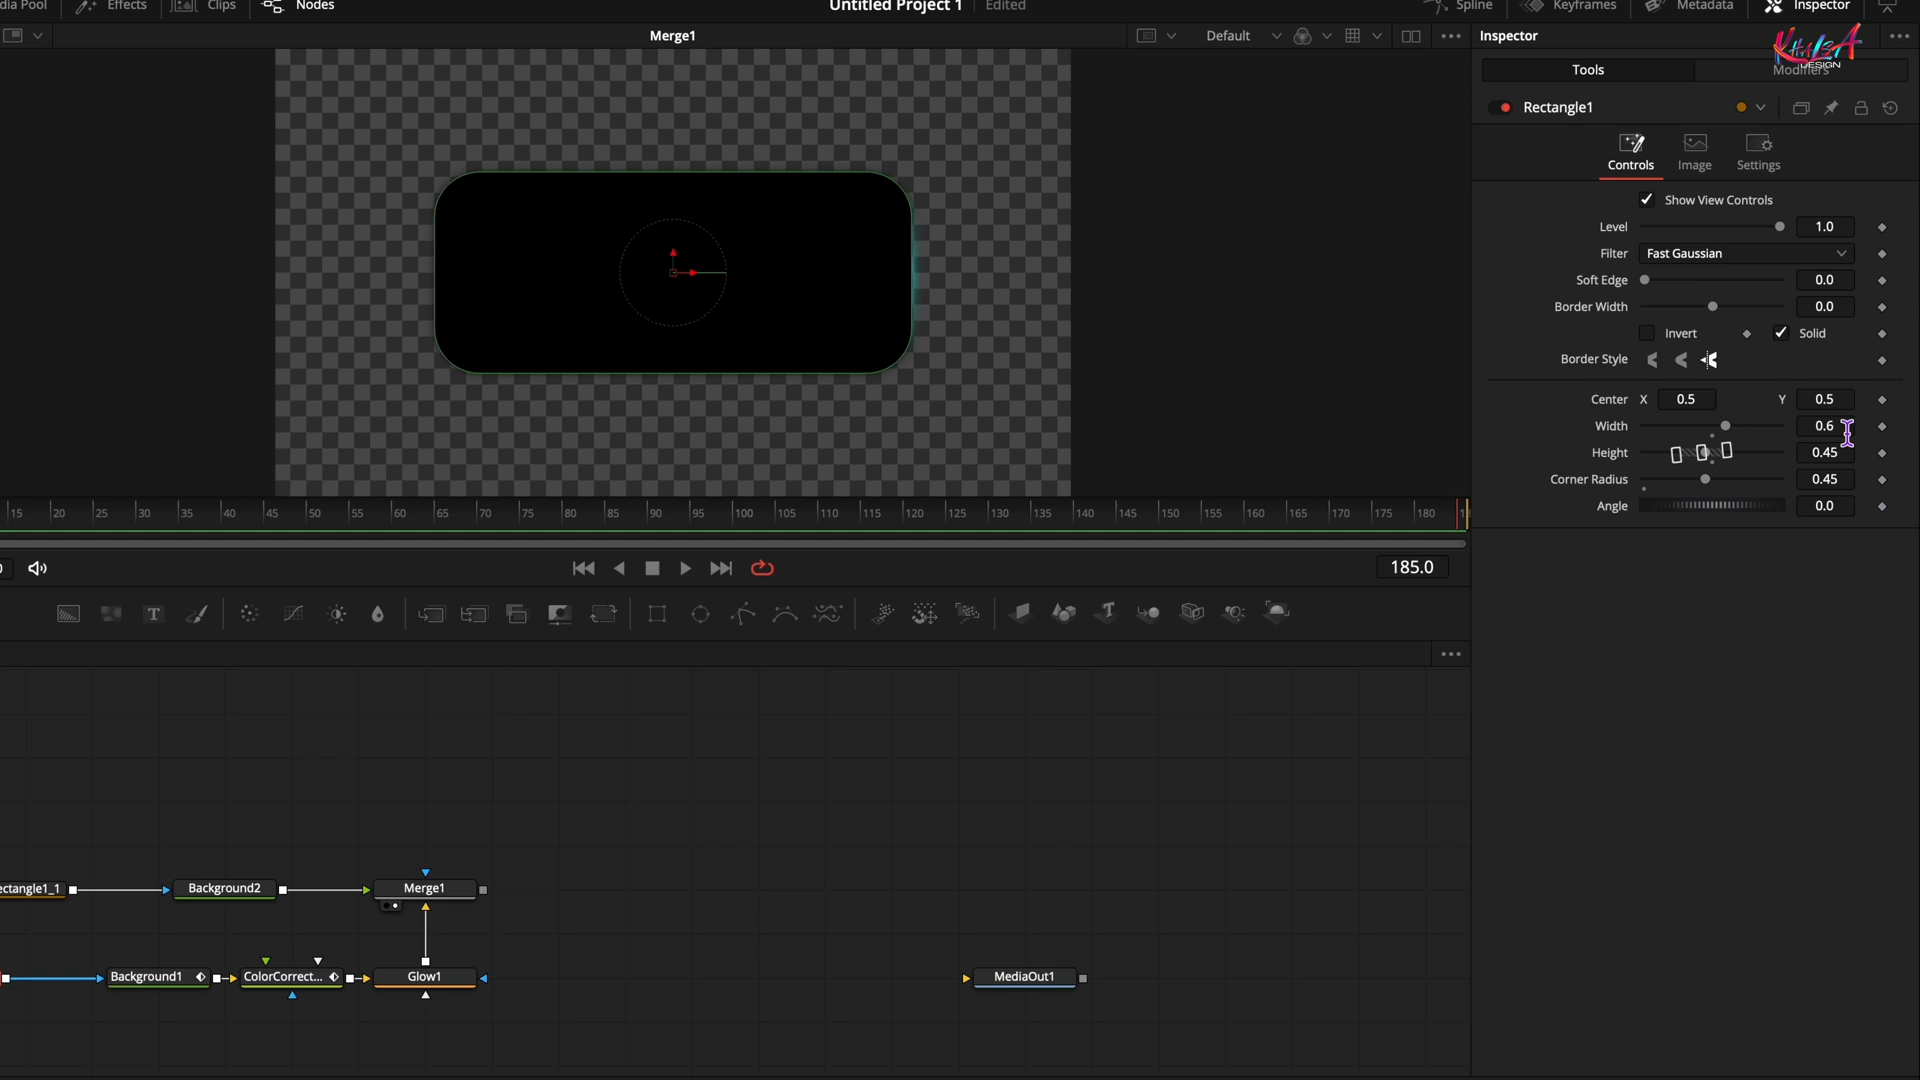 dia Pool
Effects
Clips
Nodes
Untitled Project 1
Edited
Spline
Keyframes
Metadata
Inspector
Merge1
Default
Inspector
KHALSA
DESIGN
Tools
Modifiers
Rectangle1
Controls
Image
Settings
Show View Controls
Level
1.0
Filter
Fast Gaussian
Soft Edge
0.0
Border Width
0.0
Invert
Solid
Border Style
Center
X
0.5
Y
0.5
Width
0.6
Height
0.45
Corner Radius
0.45
Angle
0.0
15 20 25 30 35 40 45 50 55 60 65 70 75 80 85 90 95 100 105 110 115 120 125 130 135 140 145 150 155 160 165 170 175 180
185.0
T
ectangle1_1
Background2
Merge1
Background1
ColorCorrect...
Glow1
MediaOut1